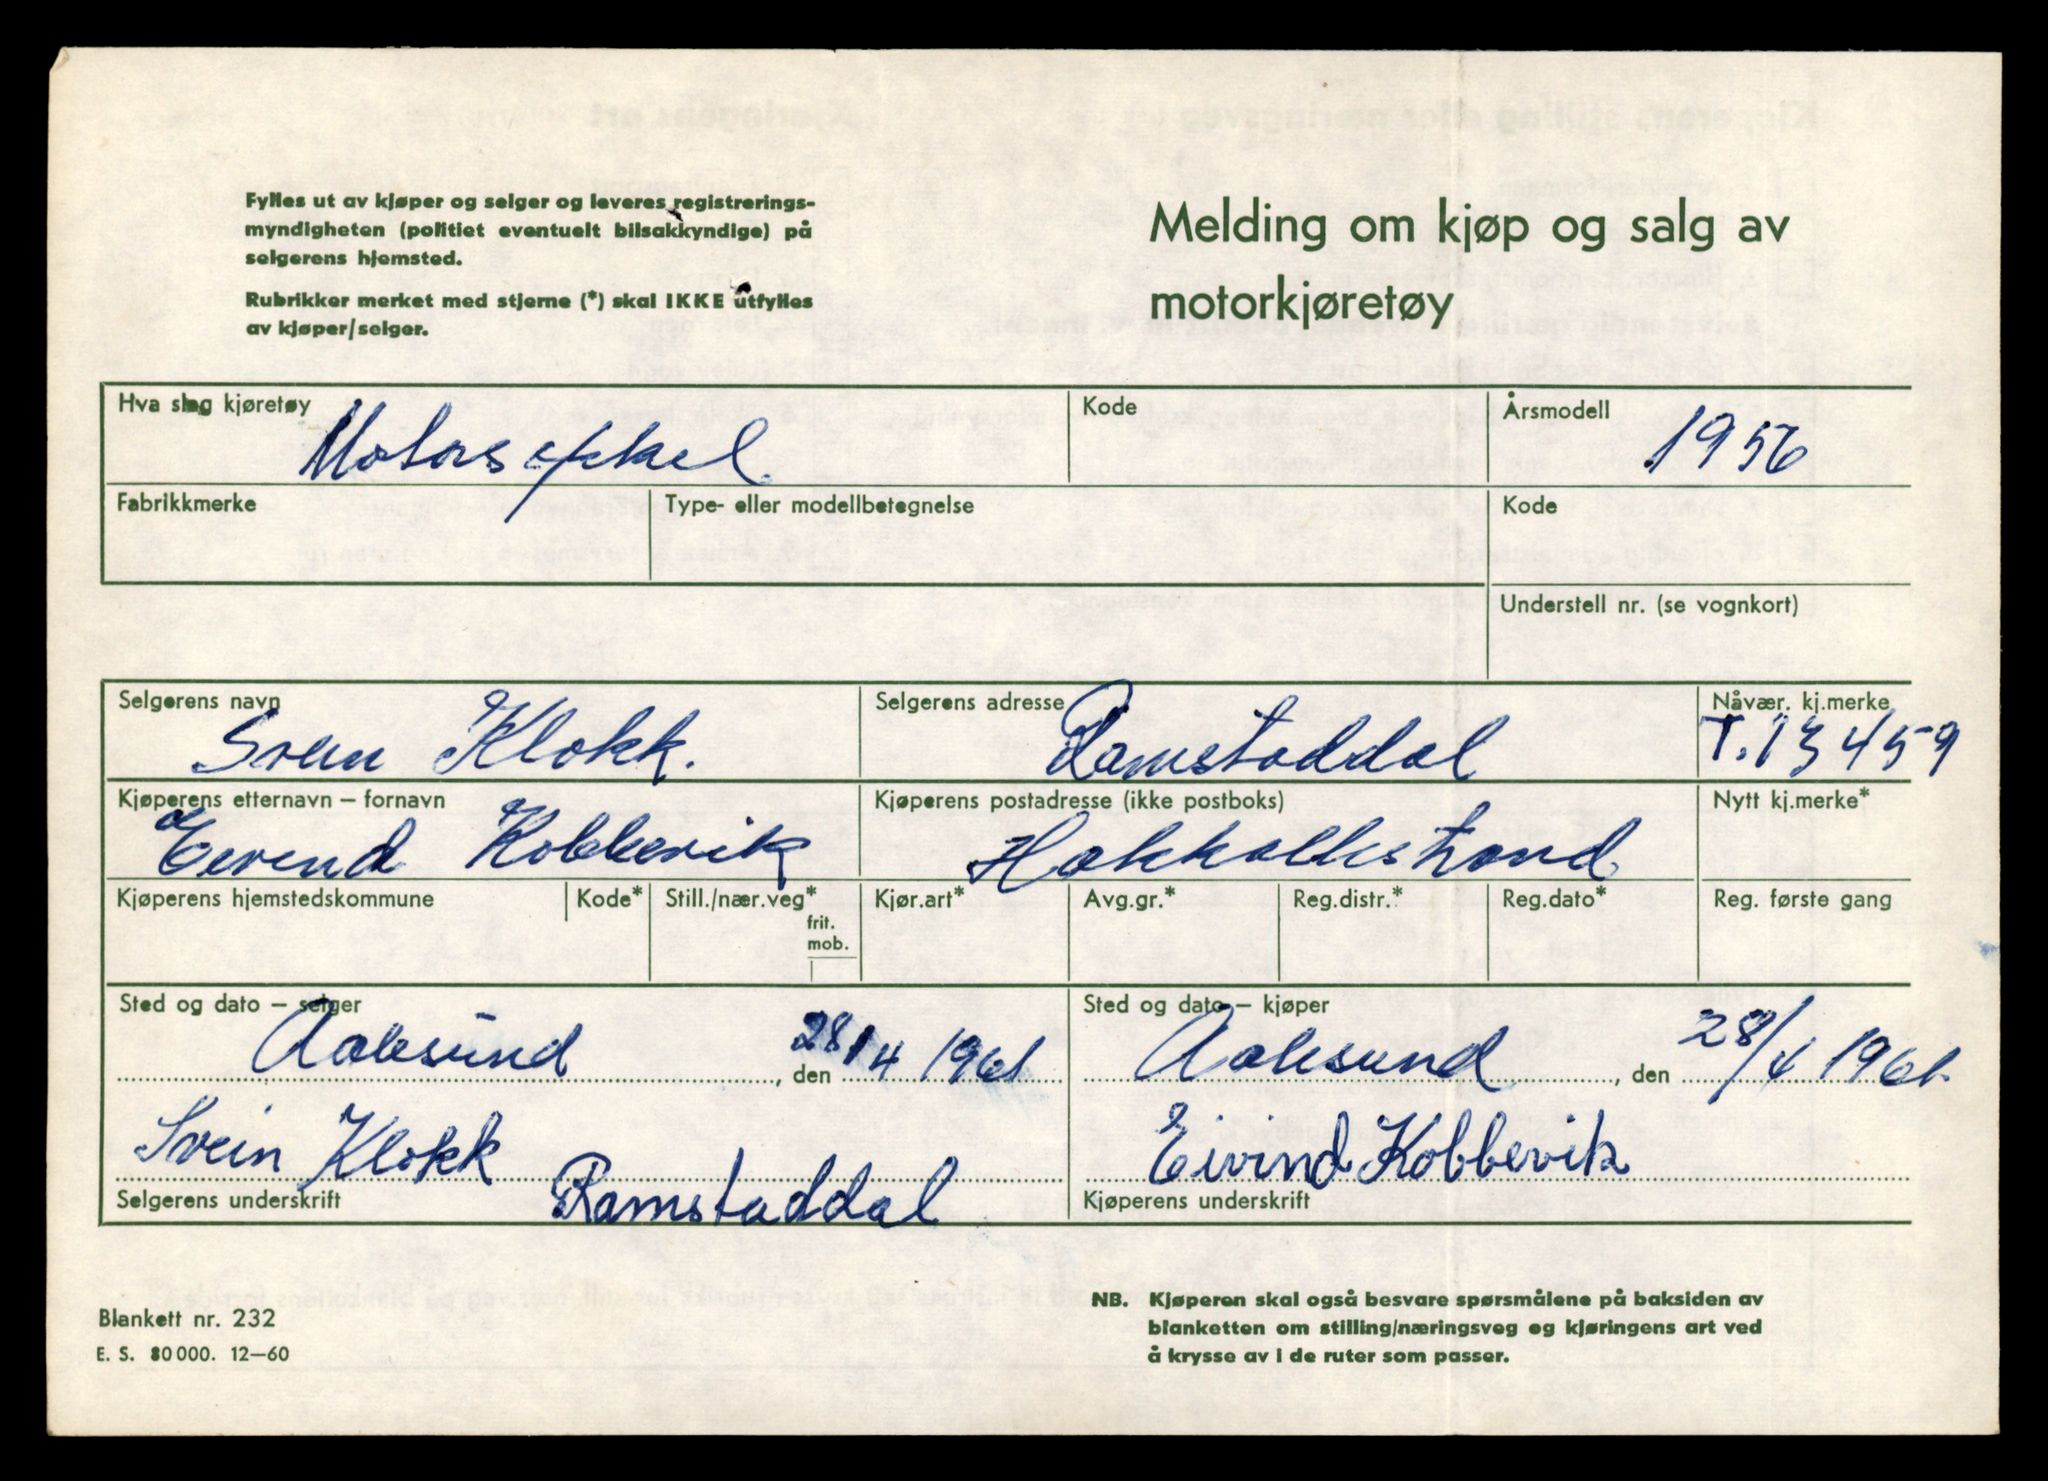 Fylles ut av kjøper og selger og leveres registrerings-
myndigheten (politiet eventuelt bilsakkyndige) på
selgerens hjemsted.
Rubrikker merket med stjerne (*) skal IKKE utfylles
av kjøper/selger.
Melding om kjøp og salg av
motorkjøretøy
Hva slag kjøretøy Motorsykkel
Kode
Årsmodell 1956
Fabrikkmerke
Type- eller modellbetegnelse
Kode
Understell nr. (se vognkort)
Selgerens navn Svein Klokk.
Selgerens adresse Ramstaddal
Nåvær. kj.merke T.13459
Kjøperens etternavn – fornavn Eivend Kobbevik
Kjøperens postadresse (ikke postboks) Hakkallestrand
Nytt kj.merke*
Kjøperens hjemstedskommune
Kode*
Still./nær.veg*
frit.
mob.
Kjør.art*
Avg.gr.*
Reg.distr.*
Reg.dato*
Reg. første gang
Sted og dato – selger
Aalesund, den 28/4 1961
Sted og dato – kjøper
Aalesund, den 28/4 1961.
Svein Klokk
Selgerens underskrift Ramstaddal
Eivind Kobbevik
Kjøperens underskrift
Blankett nr. 232
E. S. 80 000. 12–60
NB. Kjøperen skal også besvare spørsmålene på baksiden av
blanketten om stilling/næringsveg og kjøringens art ved
å krysse av i de ruter som passer.